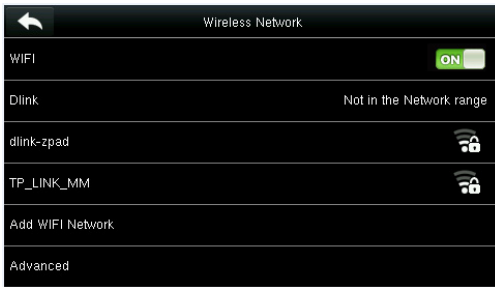 Wireless Network
WIFI ON
Dlink Not in the Network range
dlink-zpad
TP_LINK_MM
Add WIFI Network
Advanced